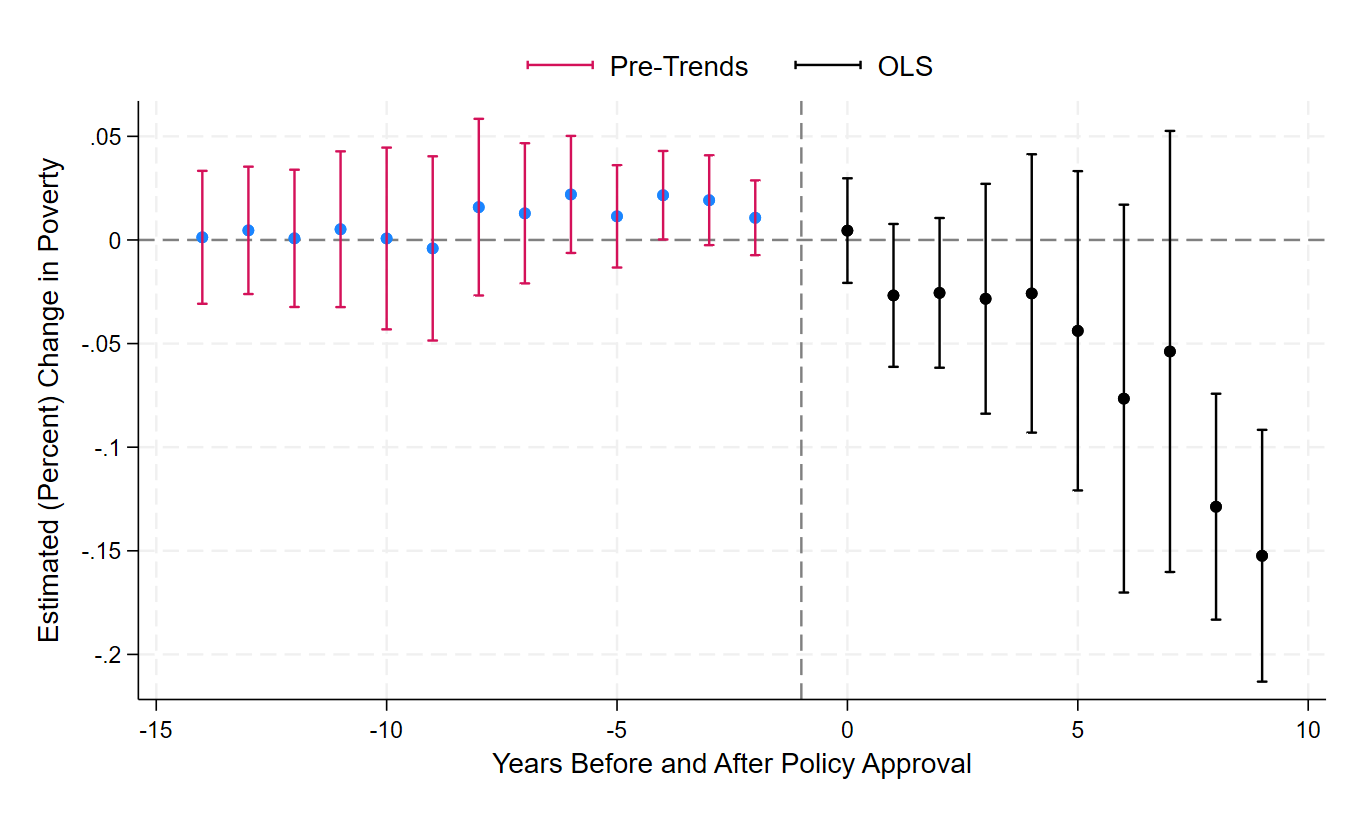 Pre-Trends OLS
Estimated (Percent) Change in Poverty
.05
0
-.05
-.1
-.15
-.2
-15 -10 -5 0 5 10
Years Before and After Policy Approval